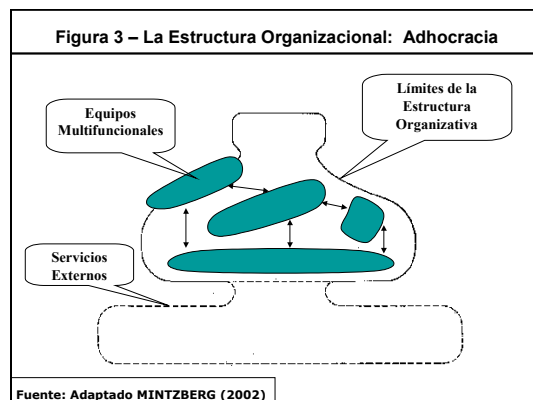 Figura 3 – La Estructura Organizacional: Adhocracia
Equipos
Multifuncionales
Límites de la
Estructura
Organizativa
Servicios
Externos
Fuente: Adaptado MINTZBERG (2002)